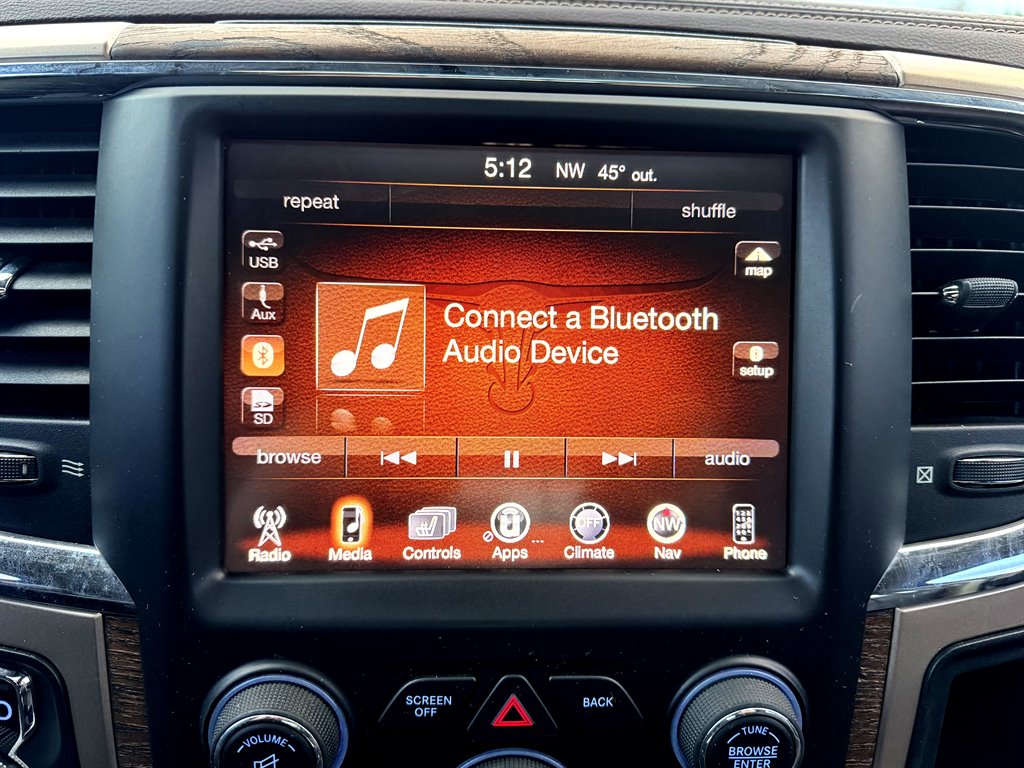 5:12 NW 45° out.
repeat shuffle
USB
map
Aux
Connect a Bluetooth
Audio Device
setup
SD
browse audio
OFF NW
Radio Media Controls Apps ... Climate Nav Phone
SCREEN
OFF
BACK
VOLUME
TUNE
BROWSE
ENTER